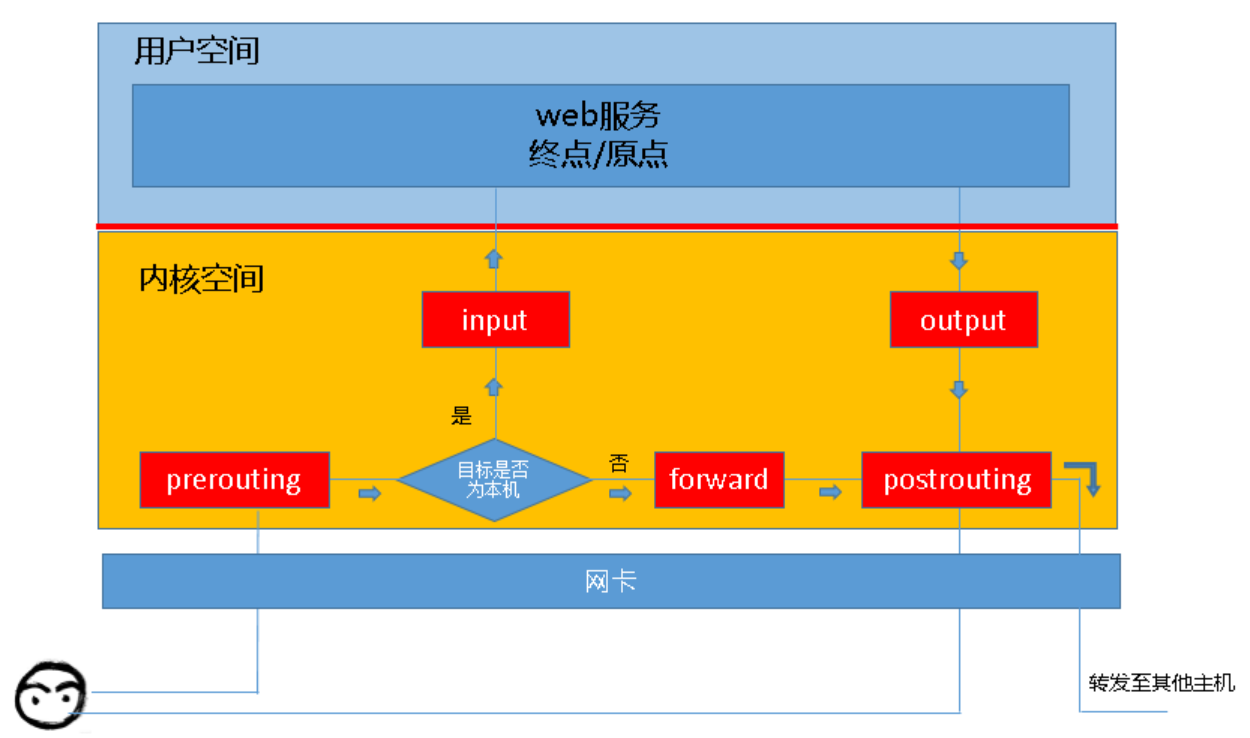 用户空间
web服务
终点/原点
内核空间
input
output
是
prerouting
目标是否
为本机
否
forward
postrouting
网卡
转发至其他主机